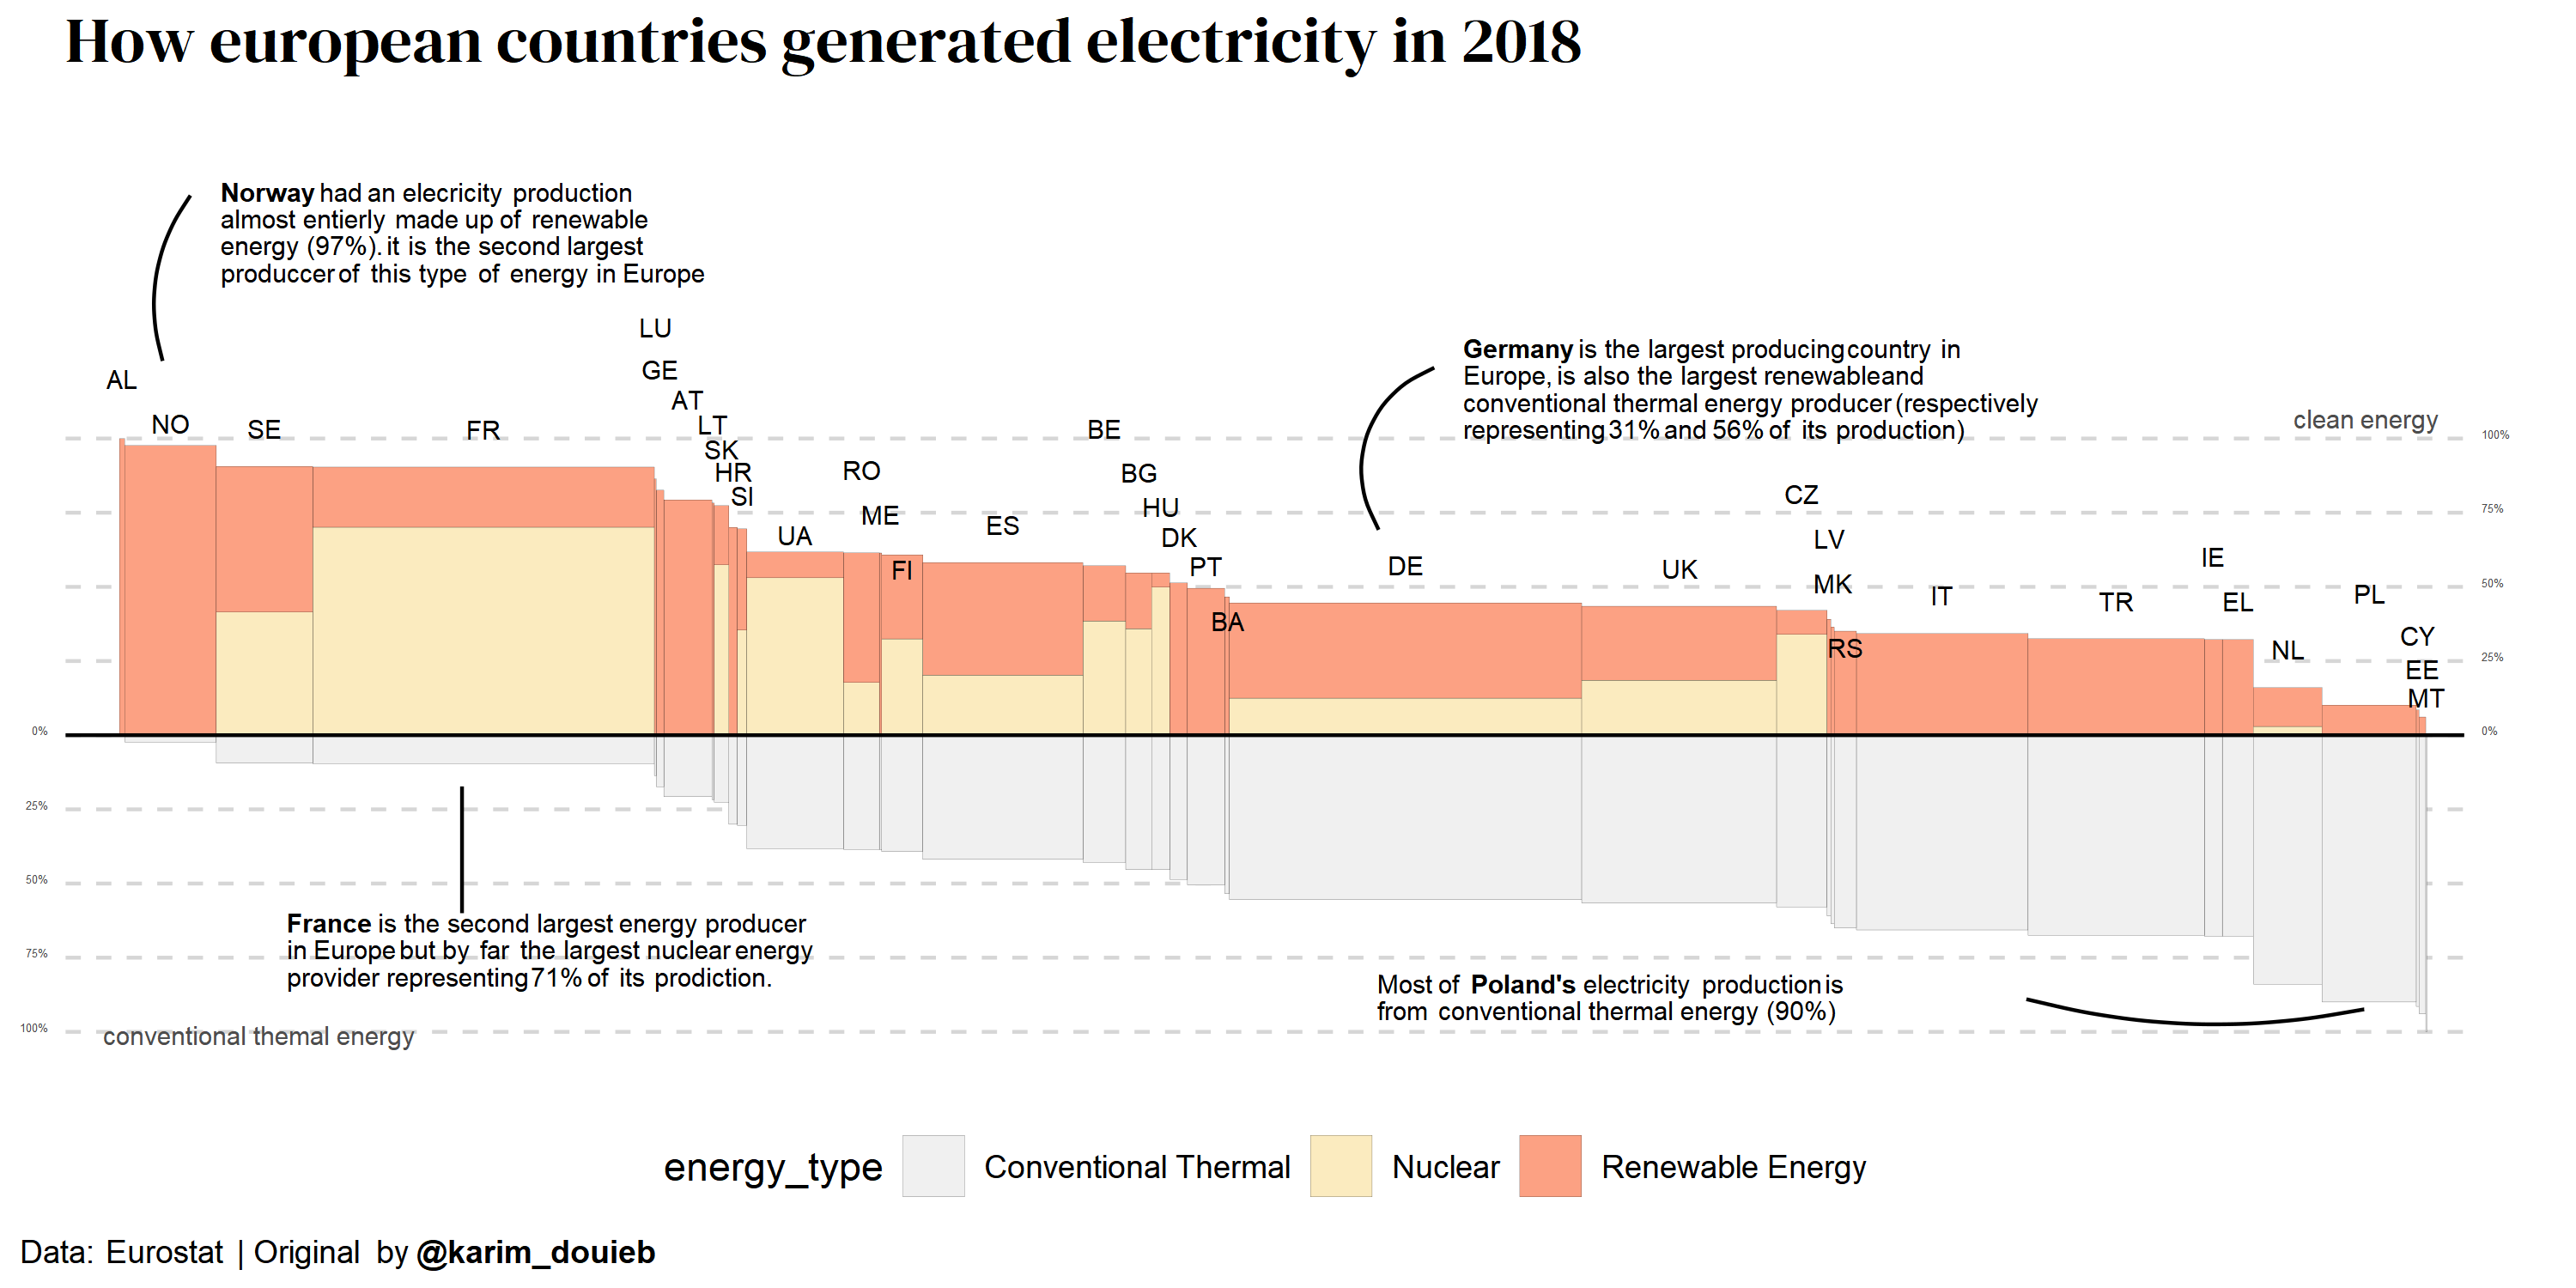 How european countries generated electricity in 2018
Norway had an elecricity production
almost entierly made up of renewable
energy (97%). it is the second largest
produccer of this type of energy in Europe
LU
GE
AL
AT
NO
SE
FR
LT
SK
HR
SI
UA
RO
ME
FI
ES
BE
BG
HU
DK
PT
BA
Germany is the largest producing country in
Europe, is also the largest renewable and
conventional thermal energy producer (respectively
representing 31% and 56% of its production)
clean energy
DE
UK
CZ
LV
MK
RS
IT
TR
IE
EL
NL
PL
CY
EE
MT
100%
75%
50%
25%
0%
0%
25%
50%
75%
100%
France is the second largest energy producer
in Europe but by far the largest nuclear energy
provider representing 71% of its prodiction.
Most of Poland's electricity production is
from conventional thermal energy (90%)
conventional themal energy
energy_type Conventional Thermal Nuclear Renewable Energy
Data: Eurostat | Original by @karim_douieb